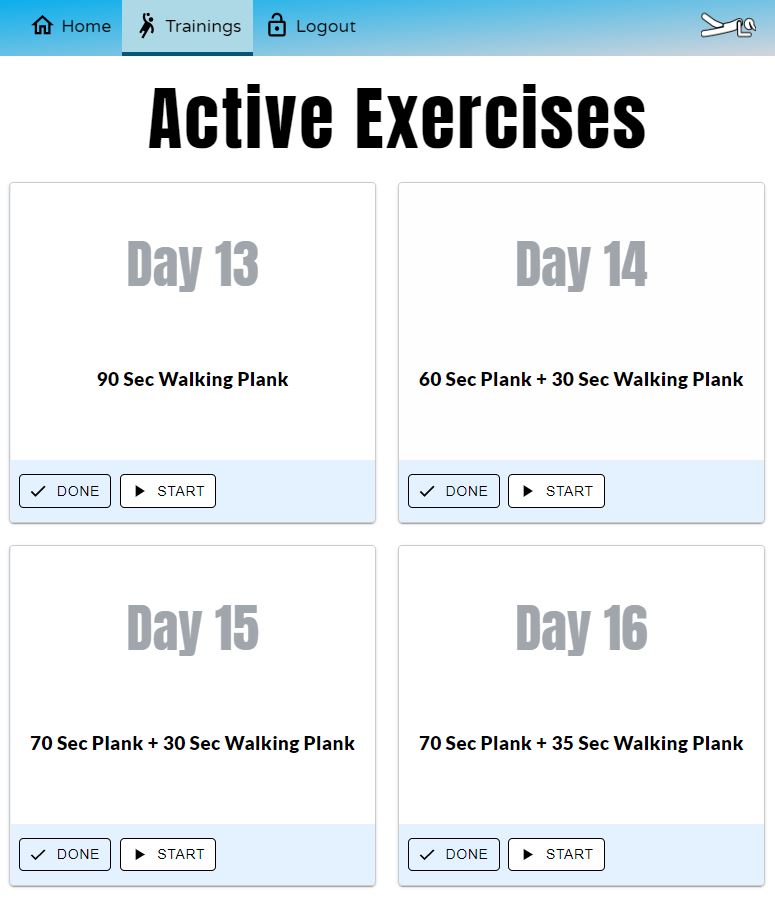 Home Trainings Logout
Active Exercises
Day 13
90 Sec Walking Plank
DONE START
Day 14
60 Sec Plank + 30 Sec Walking Plank
DONE START
Day 15
70 Sec Plank + 30 Sec Walking Plank
DONE START
Day 16
70 Sec Plank + 35 Sec Walking Plank
DONE START